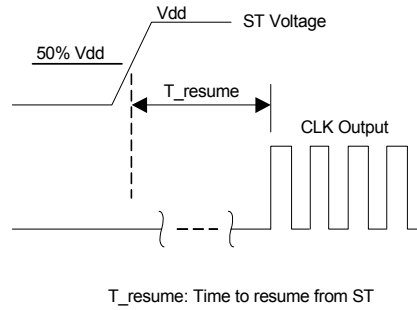 Vdd
ST Voltage
50% Vdd
T_resume
CLK Output
T_resume: Time to resume from ST